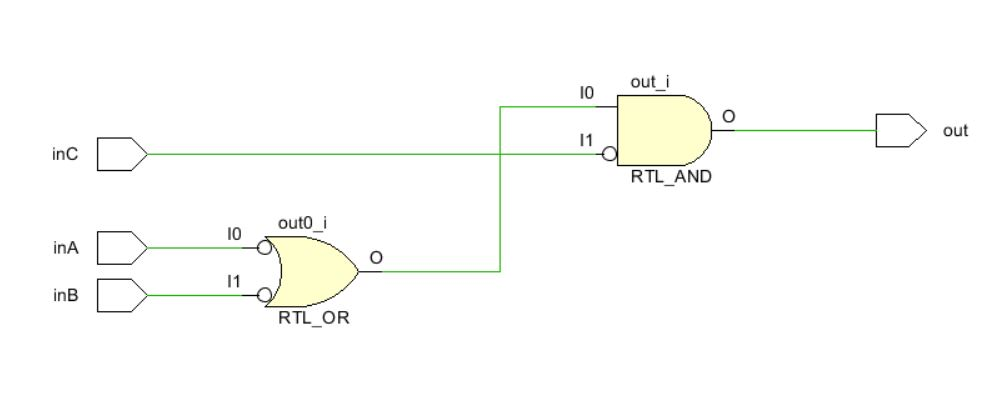 out_i
I0
O
out
I1
inC
RTL_AND
out0_i
I0
inA
O
I1
inB
RTL_OR